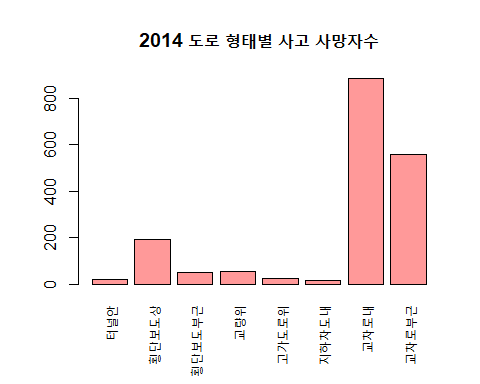 2014 도로 형태별 사고 사망자수
800
600
400
200
0
터널안
횡단보도상
횡단보도부근
교량위
고가도로위
지하차도내
교차로내
교차로부근